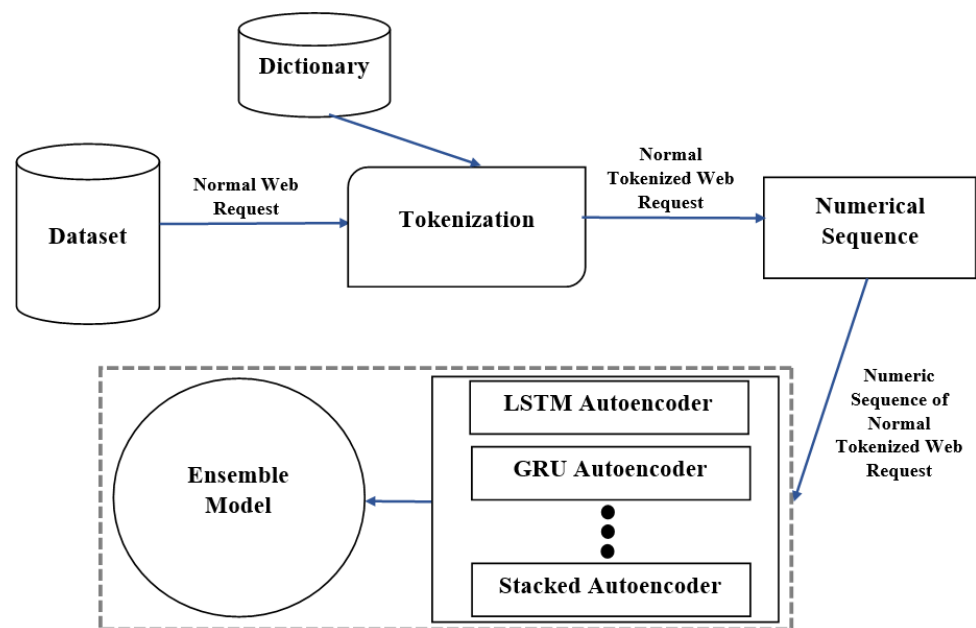 Dictionary
Dataset
Normal Web
Request
Tokenization
Normal
Tokenized Web
Request
Numerical
Sequence
Numeric
Sequence of
Normal
Tokenized Web
Request
LSTM Autoencoder
GRU Autoencoder
Stacked Autoencoder
Ensemble
Model